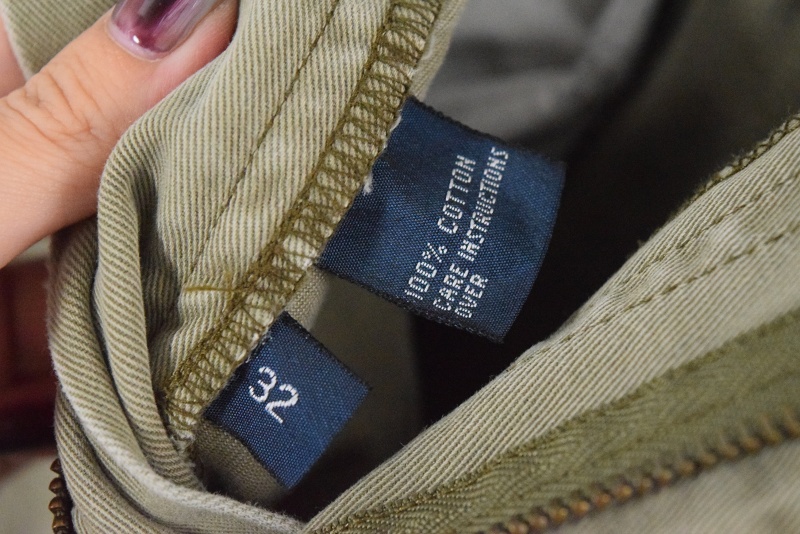 100% COTTON
CARE INSTRUCTIONS
OVER
32